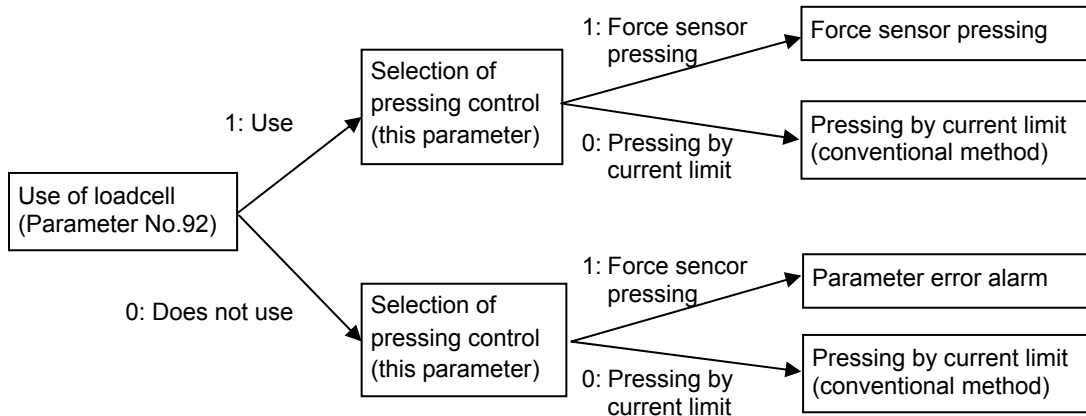 Use of loadcell
(Parameter No.92)
1: Use
Selection of
pressing control
(this parameter)
1: Force sensor
pressing
Force sensor pressing
0: Pressing by
current limit
Pressing by current limit
(conventional method)
0: Does not use
Selection of
pressing control
(this parameter)
1: Force sencor
pressing
Parameter error alarm
0: Pressing by
current limit
Pressing by current limit
(conventional method)